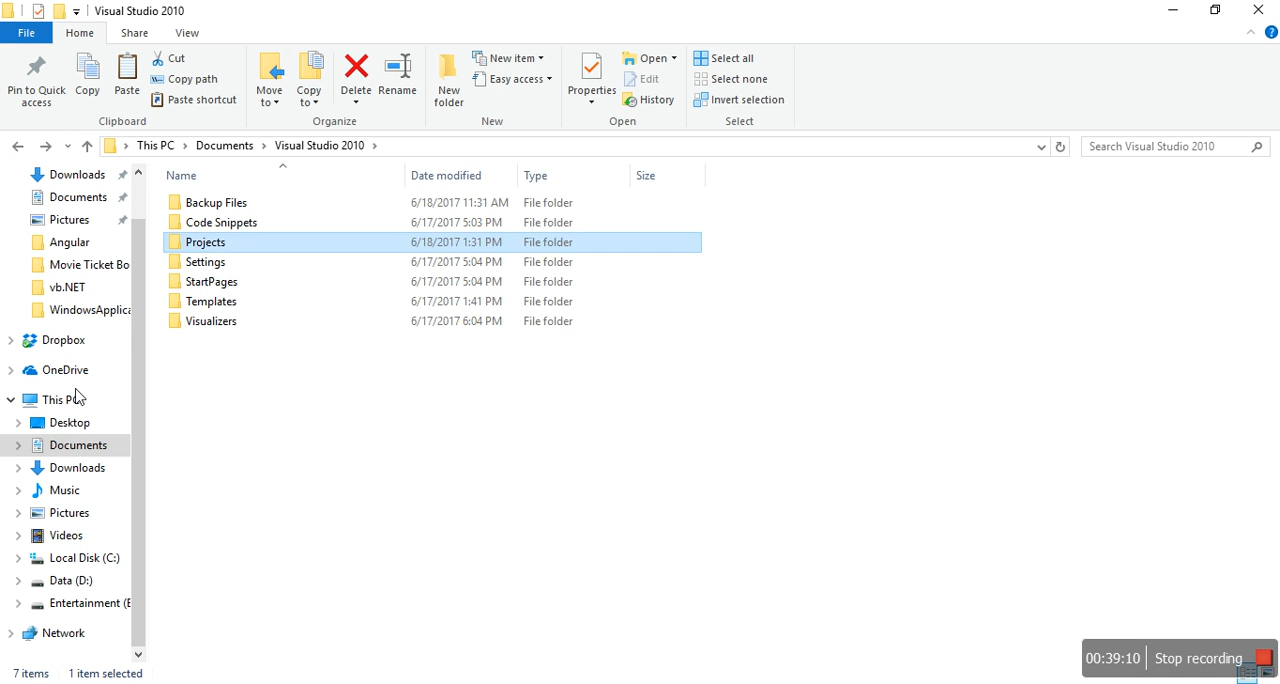 Visual Studio 2010
File Home Share View
Pin to Quick access
Copy
Paste
Cut
Copy path
Paste shortcut
Clipboard
Move to
Copy to
Delete
Rename
Organize
New folder
New item
Easy access
New
Properties
Open
Edit
History
Open
Select all
Select none
Invert selection
Select
This PC > Documents > Visual Studio 2010 >
Search Visual Studio 2010
Name Date modified Type Size
Backup Files 6/18/2017 11:31 AM File folder
Code Snippets 6/17/2017 5:03 PM File folder
Projects 6/18/2017 1:31 PM File folder
Settings 6/17/2017 5:04 PM File folder
StartPages 6/17/2017 5:04 PM File folder
Templates 6/17/2017 1:41 PM File folder
Visualizers 6/17/2017 6:04 PM File folder
Downloads
Documents
Pictures
Angular
Movie Ticket Bo
vb.NET
WindowsApplica
Dropbox
OneDrive
This PC
Desktop
Documents
Downloads
Music
Pictures
Videos
Local Disk (C:)
Data (D:)
Entertainment (E
Network
7 items 1 item selected
00:39:10 Stop recording